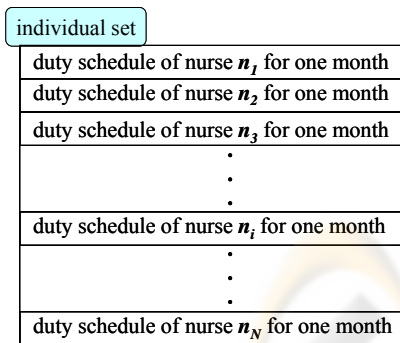 individual set
duty schedule of nurse n₁ for one month
duty schedule of nurse n₂ for one month
duty schedule of nurse n₃ for one month
.
.
.
duty schedule of nurse nᵢ for one month
.
.
.
duty schedule of nurse n_N for one month